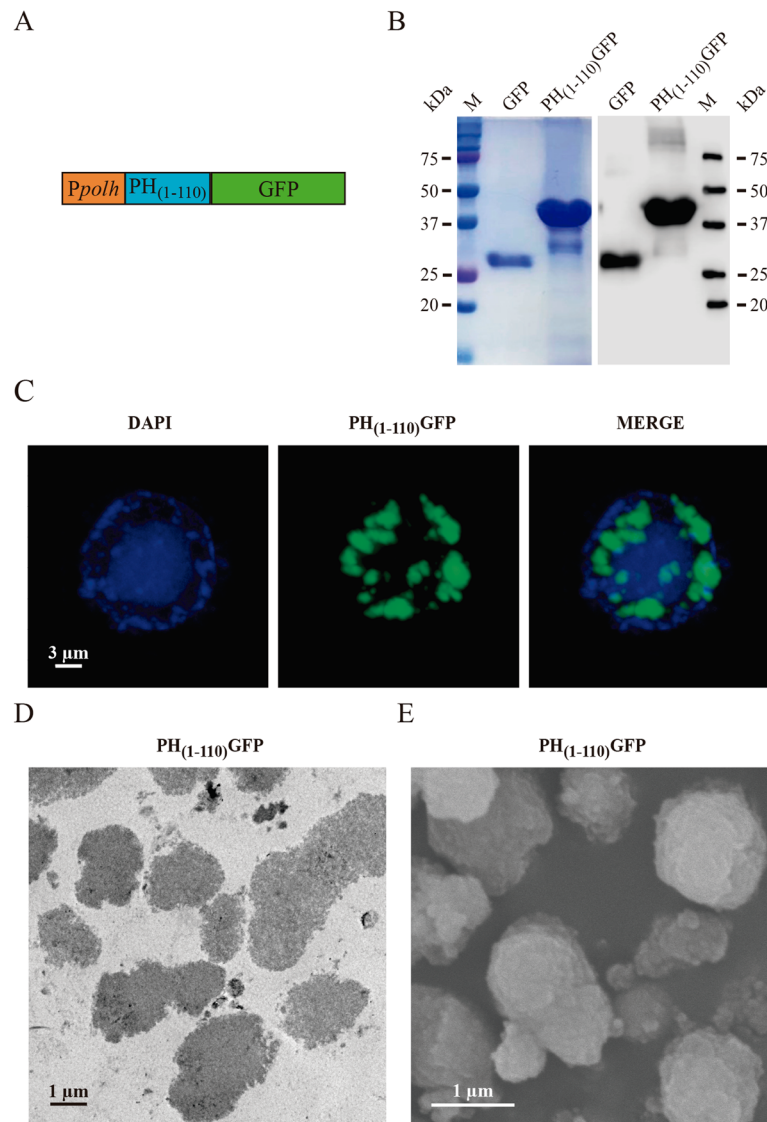 A
Ppolh PH(1-110) GFP
B
kDa M GFP PH(1-110)GFP GFP PH(1-110)GFP M kDa
75 75
50 50
37 37
25 25
20 20
C
DAPI PH(1-110)GFP MERGE
3 µm
D
PH(1-110)GFP
1 µm
E
PH(1-110)GFP
1 µm